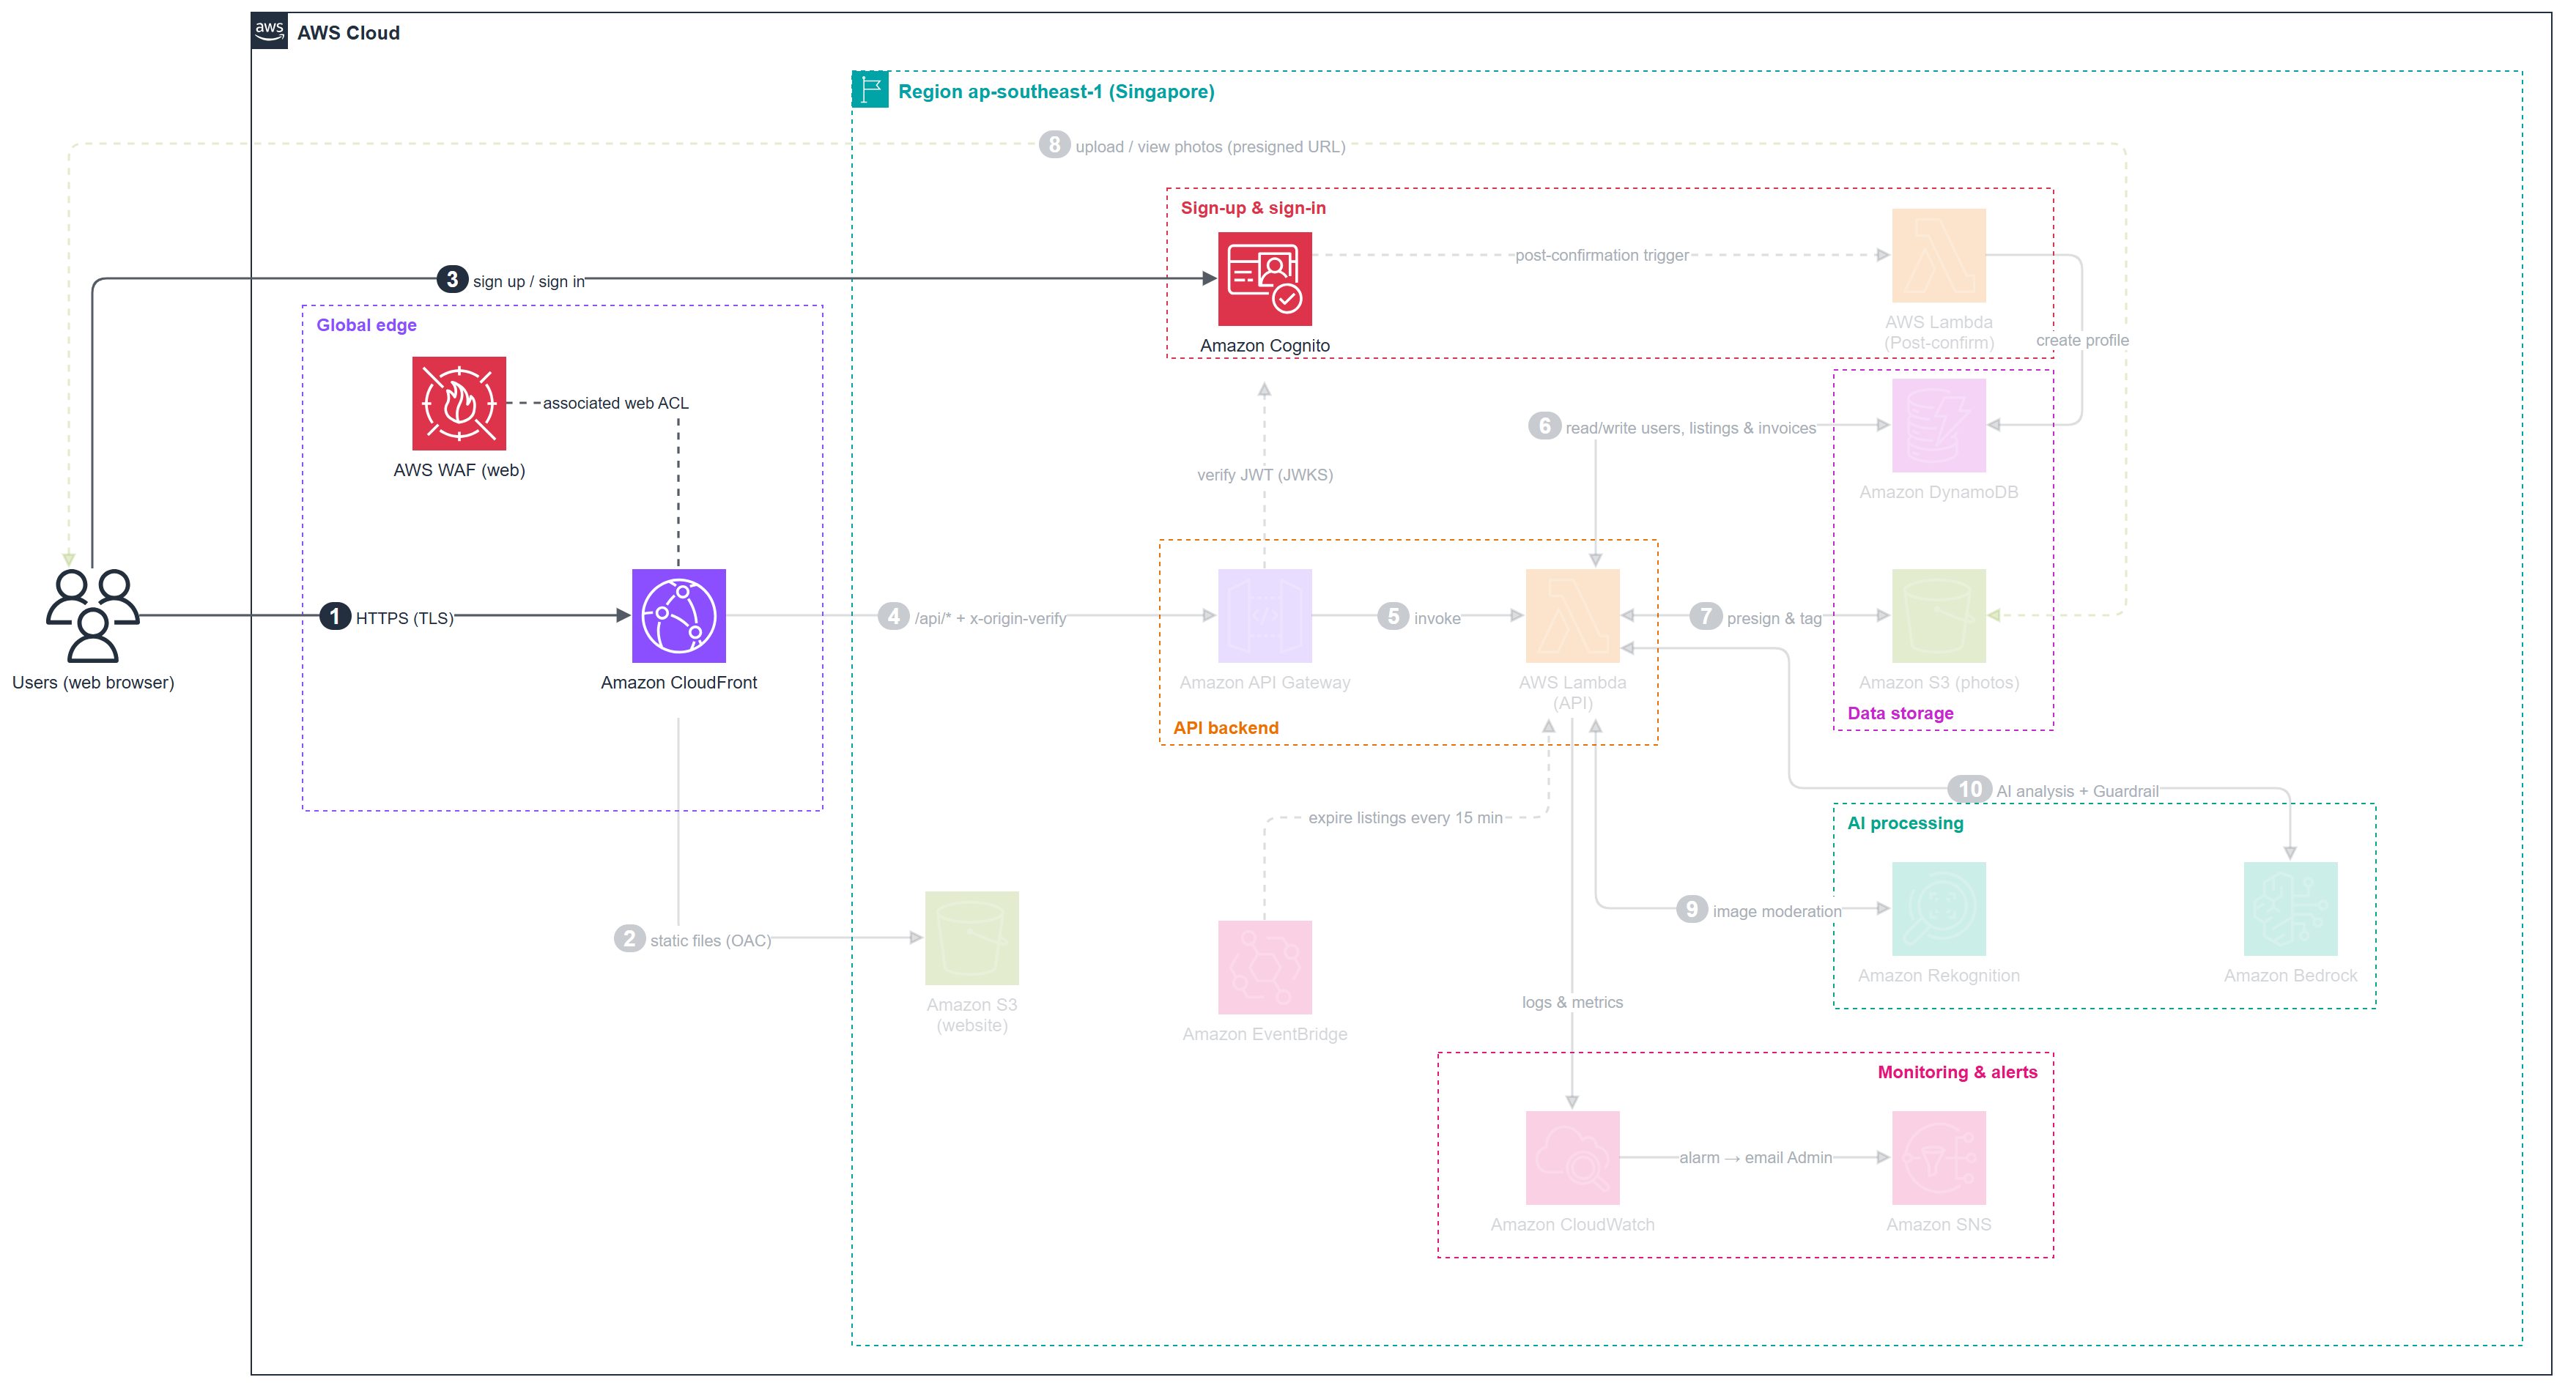 aws
AWS Cloud
Region ap-southeast-1 (Singapore)
8 upload / view photos (presigned URL)
Sign-up & sign-in
post-confirmation trigger
3 sign up / sign in
Amazon Cognito
AWS Lambda
(Post-confirm)
create profile
Global edge
associated web ACL
AWS WAF (web)
6 read/write users, listings & invoices
verify JWT (JWKS)
Amazon DynamoDB
1 HTTPS (TLS)
4 /api/* + x-origin-verify
5 invoke
7 presign & tag
Users (web browser)
Amazon CloudFront
Amazon API Gateway
AWS Lambda
(API)
Amazon S3 (photos)
Data storage
API backend
10 AI analysis + Guardrail
expire listings every 15 min
AI processing
9 image moderation
2 static files (OAC)
Amazon Rekognition
Amazon Bedrock
Amazon S3
(website)
logs & metrics
Amazon EventBridge
Monitoring & alerts
alarm → email Admin
Amazon CloudWatch
Amazon SNS